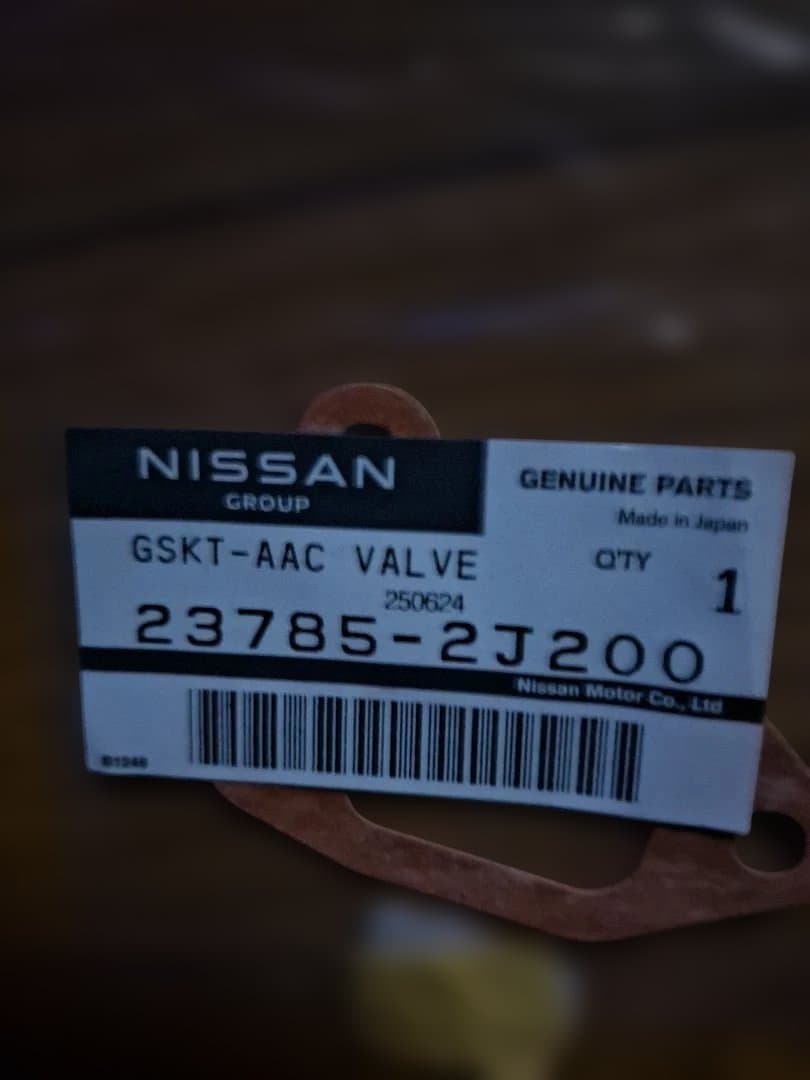 NISSAN
GROUP
GENUINE PARTS
Made in Japan
GSKT-AAC VALVE
Q'TY 1
250624
23785-2J200
Nissan Motor Co., Ltd